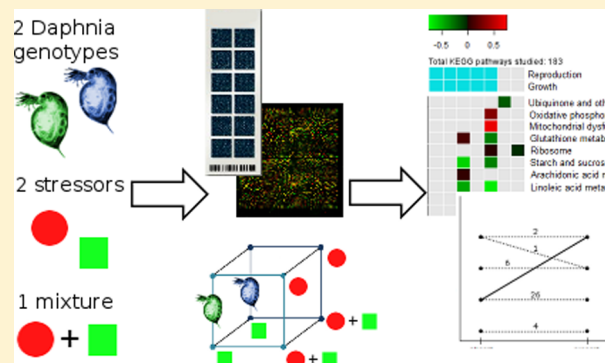 2 Daphnia
genotypes
2 stressors
1 mixture
+
-0.5 0 0.5
Total KEGG pathways studied: 183
Reproduction
Growth
Ubiquinone and oth
Oxidative phospho
Mitochondrial dysf
Glutathione metab
Ribosome
Starch and sucros
Arachidonic acid m
Linoleic acid meta
2
1
6
26
4
+
+